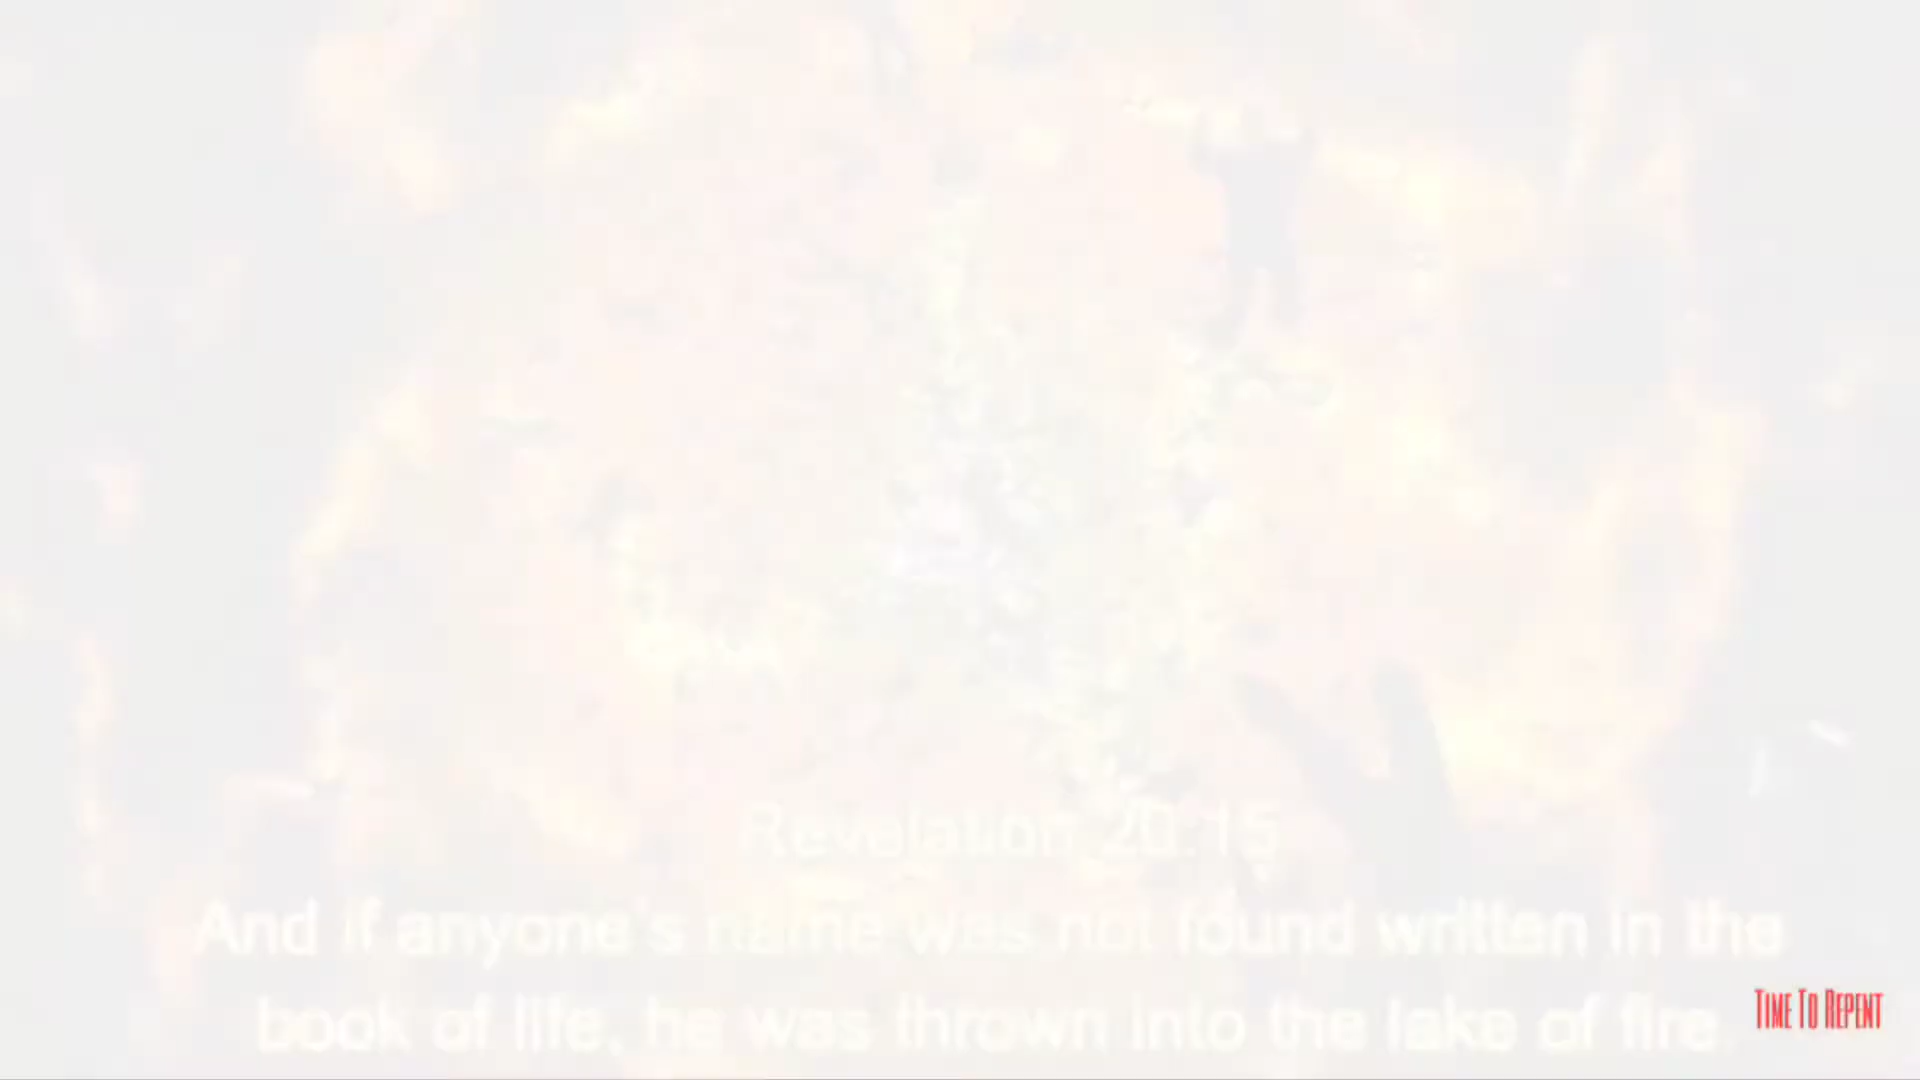 Revelation 20:15
And if anyone's name was not found written in the
book of life, he was thrown into the lake of fire.
TIME TO REPENT